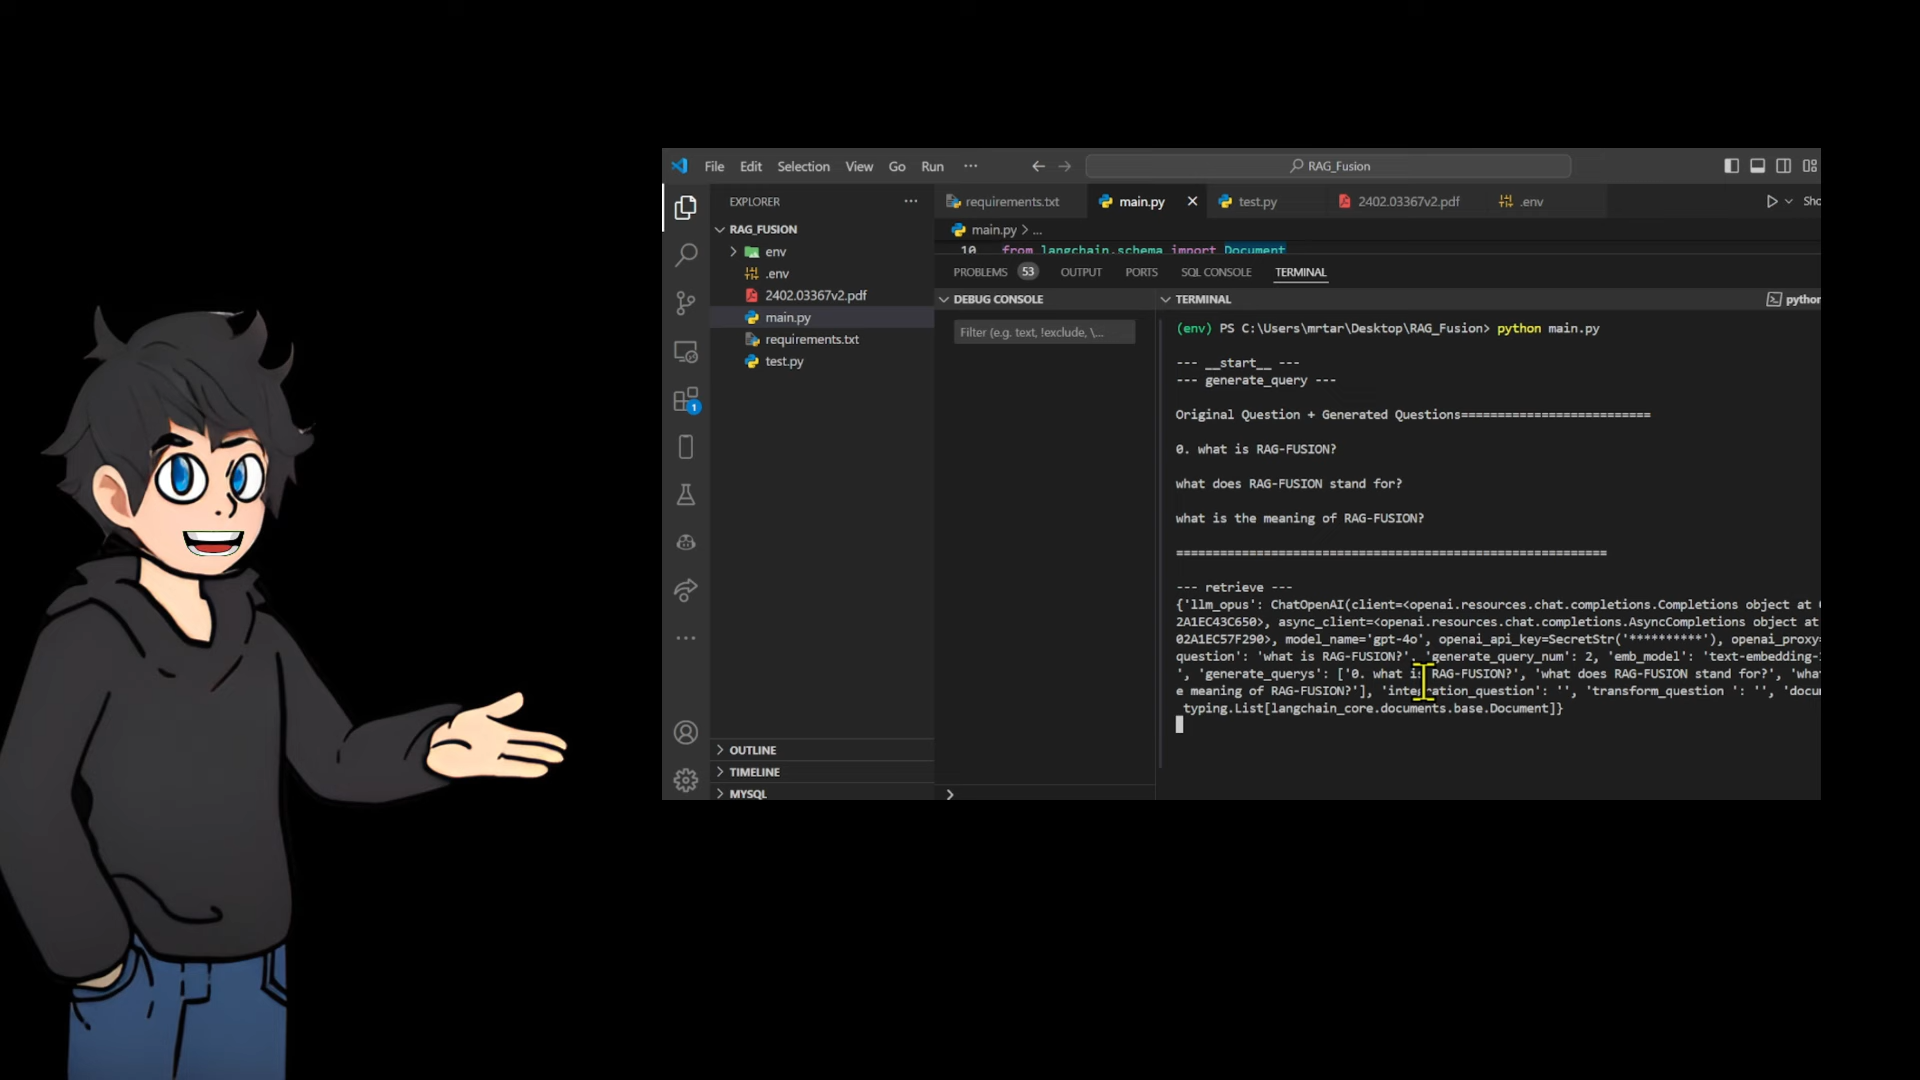 File Edit Selection View Go Run ··· RAG_Fusion
EXPLORER ···
requirements.txt main.py test.py 2402.03367v2.pdf .env
RAG_FUSION
main.py > ...
env
10 from langchain.schema import Document
.env
PROBLEMS 53 OUTPUT PORTS SQL CONSOLE TERMINAL
2402.03367v2.pdf
DEBUG CONSOLE
TERMINAL
main.py
Filter (e.g. text, !exclude, \...
requirements.txt
test.py
1
(env) PS C:\Users\mrtar\Desktop\RAG_Fusion> python main.py
--- __start__ ---
--- generate_query ---
Original Question + Generated Questions==========================
0. what is RAG-FUSION?
what does RAG-FUSION stand for?
what is the meaning of RAG-FUSION?
===========================================================
--- retrieve ---
{'llm_opus': ChatOpenAI(client=<openai.resources.chat.completions.Completions object at
2A1EC43C650>, async_client=<openai.resources.chat.completions.AsyncCompletions object at
02A1EC57F290>, model_name='gpt-4o', openai_api_key=SecretStr('**********'), openai_proxy=
question': 'what is RAG-FUSION?', 'generate_query_num': 2, 'emb_model': 'text-embedding-
', 'generate_querys': ['0. what is RAG-FUSION?', 'what does RAG-FUSION stand for?',
e meaning of RAG-FUSION?'], 'integration_question': '', 'transform_question ': '',
typing.List[langchain_core.documents.base.Document]}
OUTLINE
TIMELINE
MYSQL